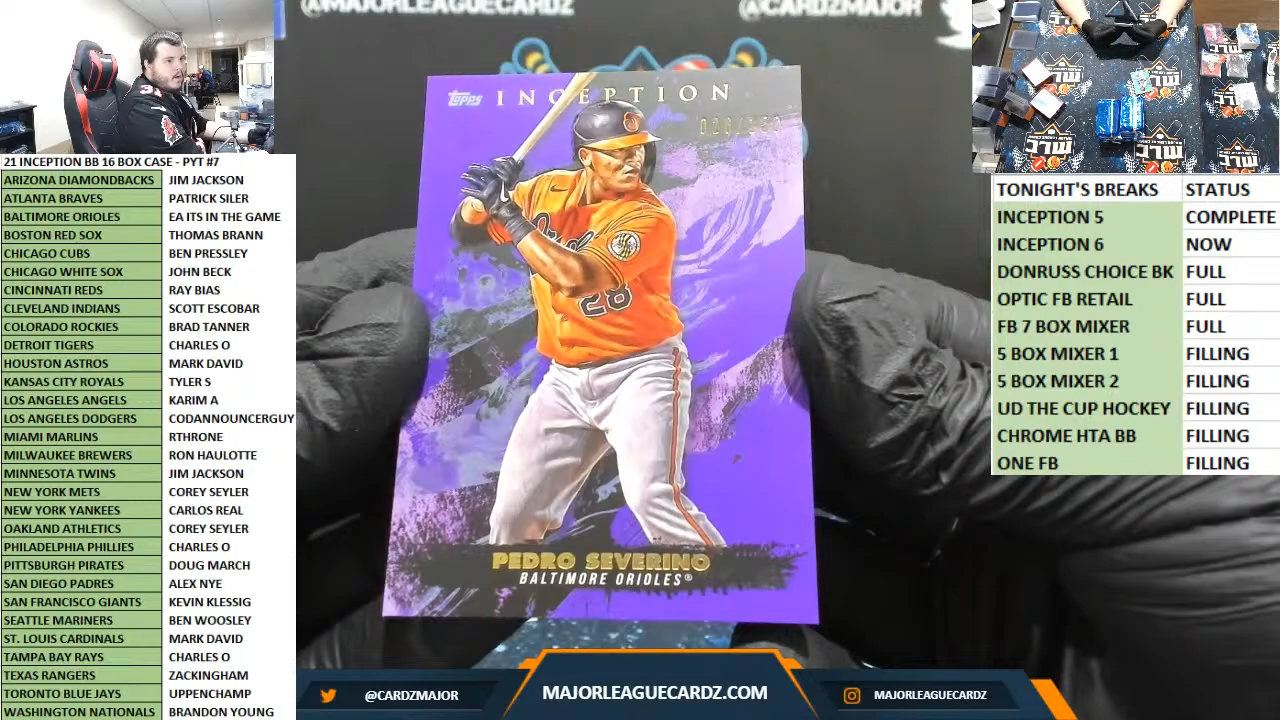 @MAJORLEAGUECARDZ
@CARDZMAJOR
21 INCEPTION BB 16 BOX CASE - PYT #7
ARIZONA DIAMONDBACKS JIM JACKSON
ATLANTA BRAVES PATRICK SILER
BALTIMORE ORIOLES EA ITS IN THE GAME
BOSTON RED SOX THOMAS BRANN
CHICAGO CUBS BEN PRESSLEY
CHICAGO WHITE SOX JOHN BECK
CINCINNATI REDS RAY BIAS
CLEVELAND INDIANS SCOTT ESCOBAR
COLORADO ROCKIES BRAD TANNER
DETROIT TIGERS CHARLES O
HOUSTON ASTROS MARK DAVID
KANSAS CITY ROYALS TYLER S
LOS ANGELES ANGELS KARIM A
LOS ANGELES DODGERS CODANNOUNCERGUY
MIAMI MARLINS RTHRONE
MILWAUKEE BREWERS RON HAULOTTE
MINNESOTA TWINS JIM JACKSON
NEW YORK METS COREY SEYLER
NEW YORK YANKEES CARLOS REAL
OAKLAND ATHLETICS COREY SEYLER
PHILADELPHIA PHILLIES CHARLES O
PITTSBURGH PIRATES DOUG MARCH
SAN DIEGO PADRES ALEX NYE
SAN FRANCISCO GIANTS KEVIN KLESSIG
SEATTLE MARINERS BEN WOOSLEY
ST. LOUIS CARDINALS MARK DAVID
TAMPA BAY RAYS CHARLES O
TEXAS RANGERS ZACKINGHAM
TORONTO BLUE JAYS UPPENCHAMP
WASHINGTON NATIONALS BRANDON YOUNG
Topps INCEPTION
Orioles
28
PEDRO SEVERINO
BALTIMORE ORIOLES®
TONIGHT'S BREAKS STATUS
INCEPTION 5 COMPLETE
INCEPTION 6 NOW
DONRUSS CHOICE BK FULL
OPTIC FB RETAIL FULL
FB 7 BOX MIXER FULL
5 BOX MIXER 1 FILLING
5 BOX MIXER 2 FILLING
UD THE CUP HOCKEY FILLING
CHROME HTA BB FILLING
ONE FB FILLING
@CARDZMAJOR
MAJORLEAGUECARDZ.COM
MAJORLEAGUECARDZ